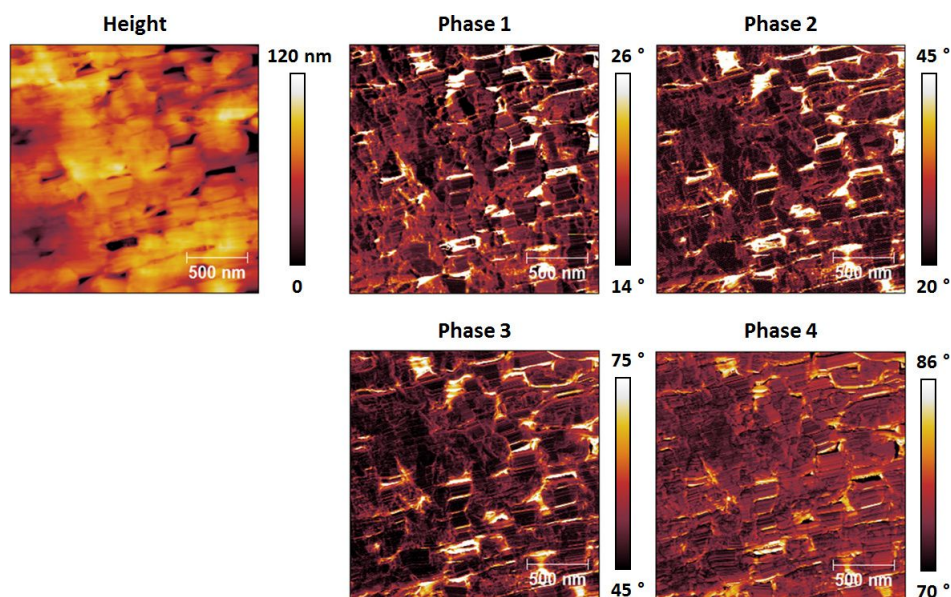 Height
Phase 1
Phase 2
120 nm
26 °
45 °
500 nm
500 nm
500 nm
0
14 °
20 °
Phase 3
Phase 4
75 °
86 °
500 nm
500 nm
45 °
70 °